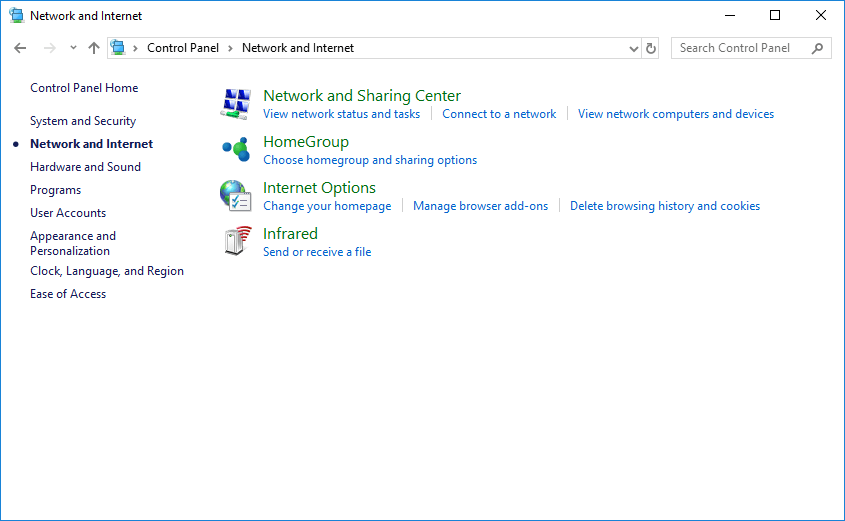 Network and Internet
Control Panel Network and Internet Search Control Panel
Control Panel Home
System and Security
Network and Internet
Hardware and Sound
Programs
User Accounts
Appearance and
Personalization
Clock, Language, and Region
Ease of Access
Network and Sharing Center
View network status and tasks Connect to a network View network computers and devices
HomeGroup
Choose homegroup and sharing options
Internet Options
Change your homepage Manage browser add-ons Delete browsing history and cookies
Infrared
Send or receive a file